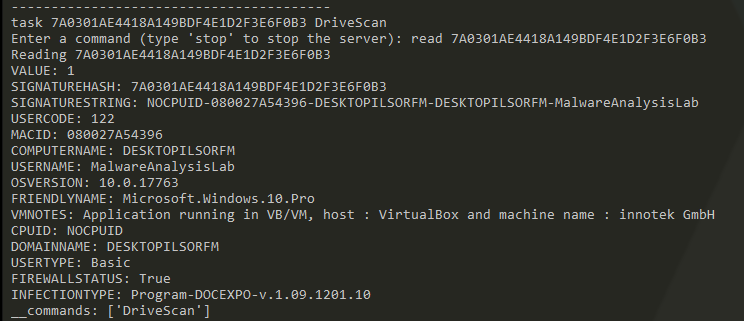 ----------------------------------------
task 7A0301AE4418A149BDF4E1D2F3E6F0B3 DriveScan
Enter a command (type 'stop' to stop the server): read 7A0301AE4418A149BDF4E1D2F3E6F0B3
Reading 7A0301AE4418A149BDF4E1D2F3E6F0B3
VALUE: 1
SIGNATUREHASH: 7A0301AE4418A149BDF4E1D2F3E6F0B3
SIGNATURESTRING: NOCPUID-080027A54396-DESKTOPILSORFM-DESKTOPILSORFM-MalwareAnalysisLab
USERCODE: 122
MACID: 080027A54396
COMPUTERNAME: DESKTOPILSORFM
USERNAME: MalwareAnalysisLab
OSVERSION: 10.0.17763
FRIENDLYNAME: Microsoft.Windows.10.Pro
VMNOTES: Application running in VB/VM, host : VirtualBox and machine name : innotek GmbH
CPUID: NOCPUID
DOMAINNAME: DESKTOPILSORFM
USERTYPE: Basic
FIREWALLSTATUS: True
INFECTIONTYPE: Program-DOCEXPO-v.1.09.1201.10
__commands: ['DriveScan']